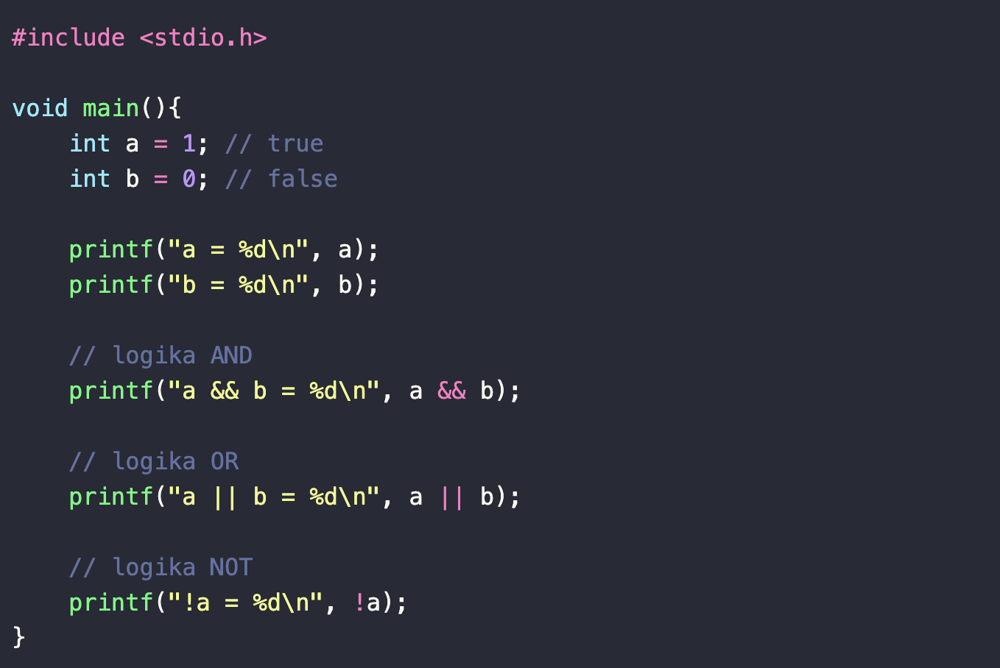 #include <stdio.h>
void main(){
    int a = 1; // true
    int b = 0; // false
    printf("a = %d\n", a);
    printf("b = %d\n", b);
    // logika AND
    printf("a && b = %d\n", a && b);
    // logika OR
    printf("a || b = %d\n", a || b);
    // logika NOT
    printf("!a = %d\n", !a);
}